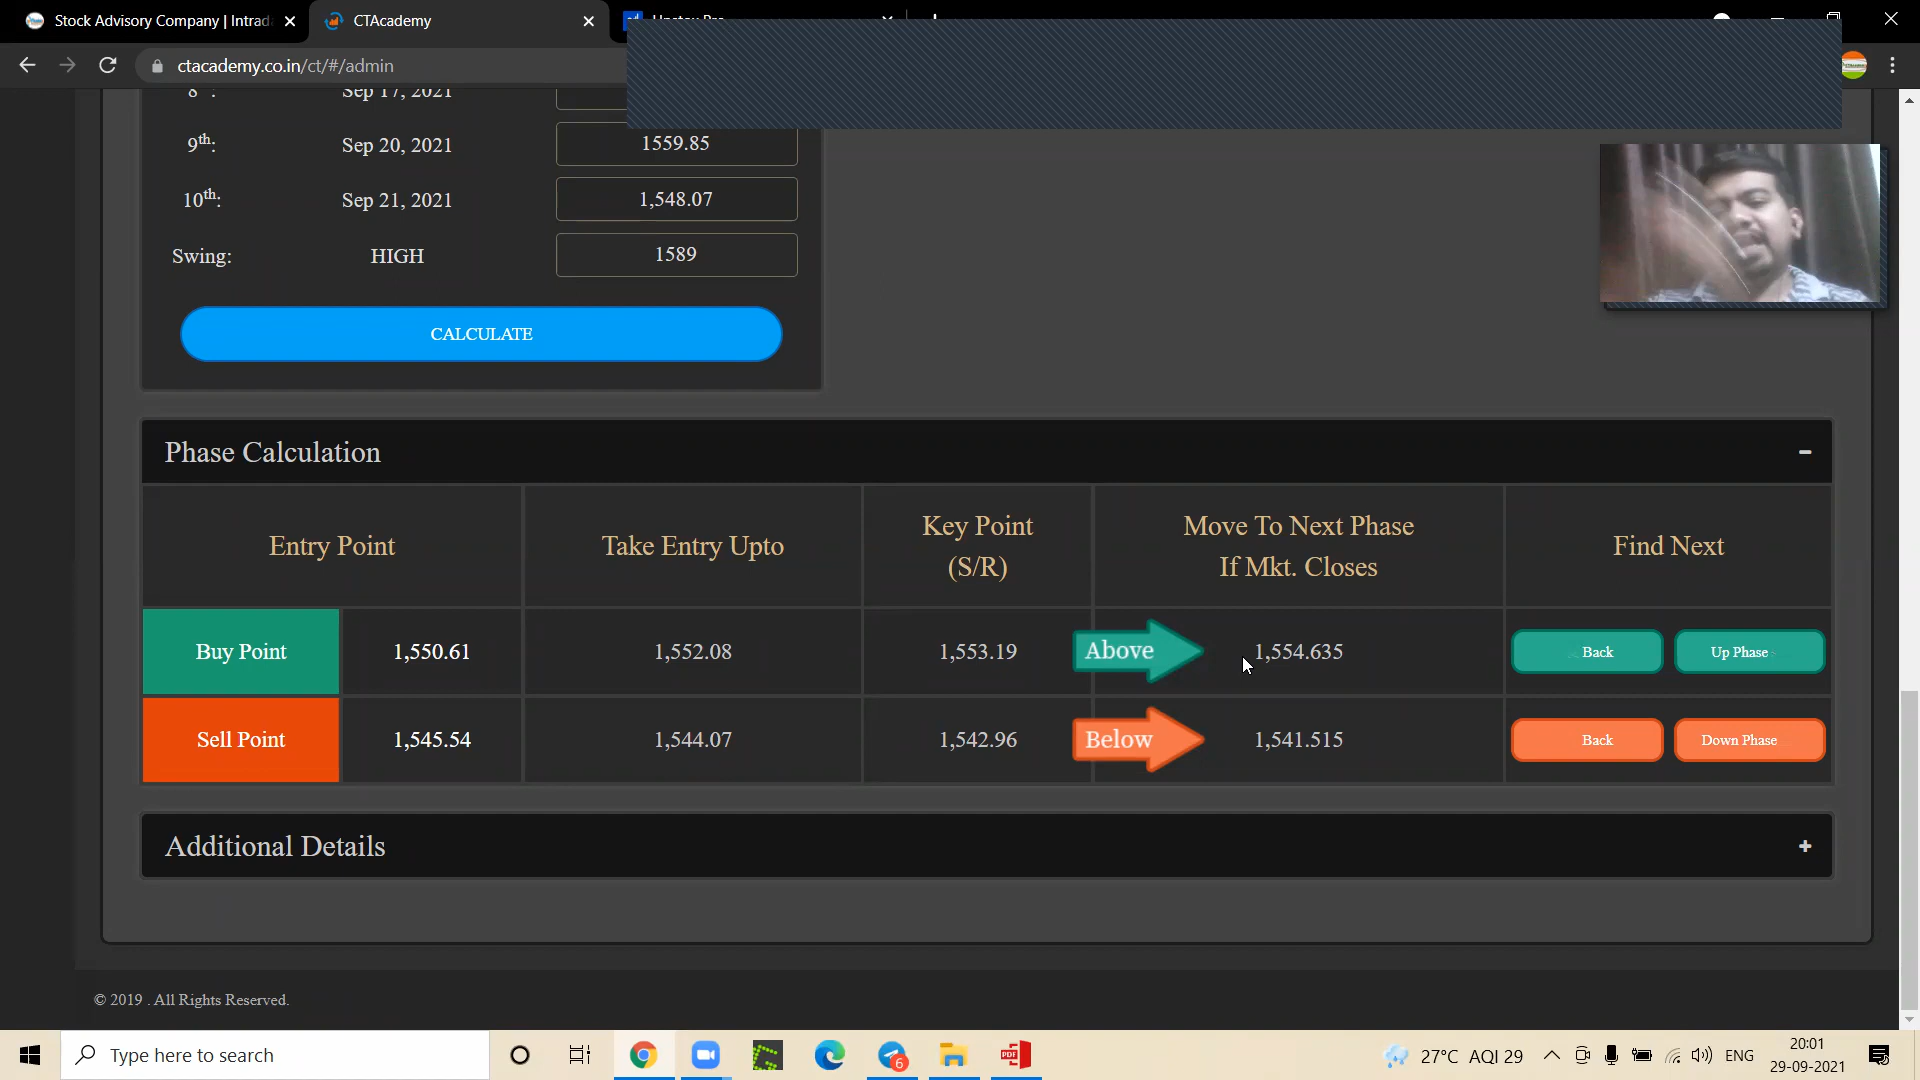 Stock Advisory Company | Intrad
CTAcademy
ctacademy.co.in/ct/#/admin
Sep 17, 2021
9th: Sep 20, 2021 1559.85
10th: Sep 21, 2021 1,548.07
Swing: HIGH 1589
CALCULATE
Phase Calculation
Entry Point Take Entry Upto Key Point (S/R) Move To Next Phase If Mkt. Closes Find Next
Buy Point 1,550.61 1,552.08 1,553.19 Above 1,554.635 Back Up Phase
Sell Point 1,545.54 1,544.07 1,542.96 Below 1,541.515 Back Down Phase
Additional Details
© 2019 . All Rights Reserved.
Type here to search
6
PDF
27°C AQI 29
ENG
20:01
29-09-2021